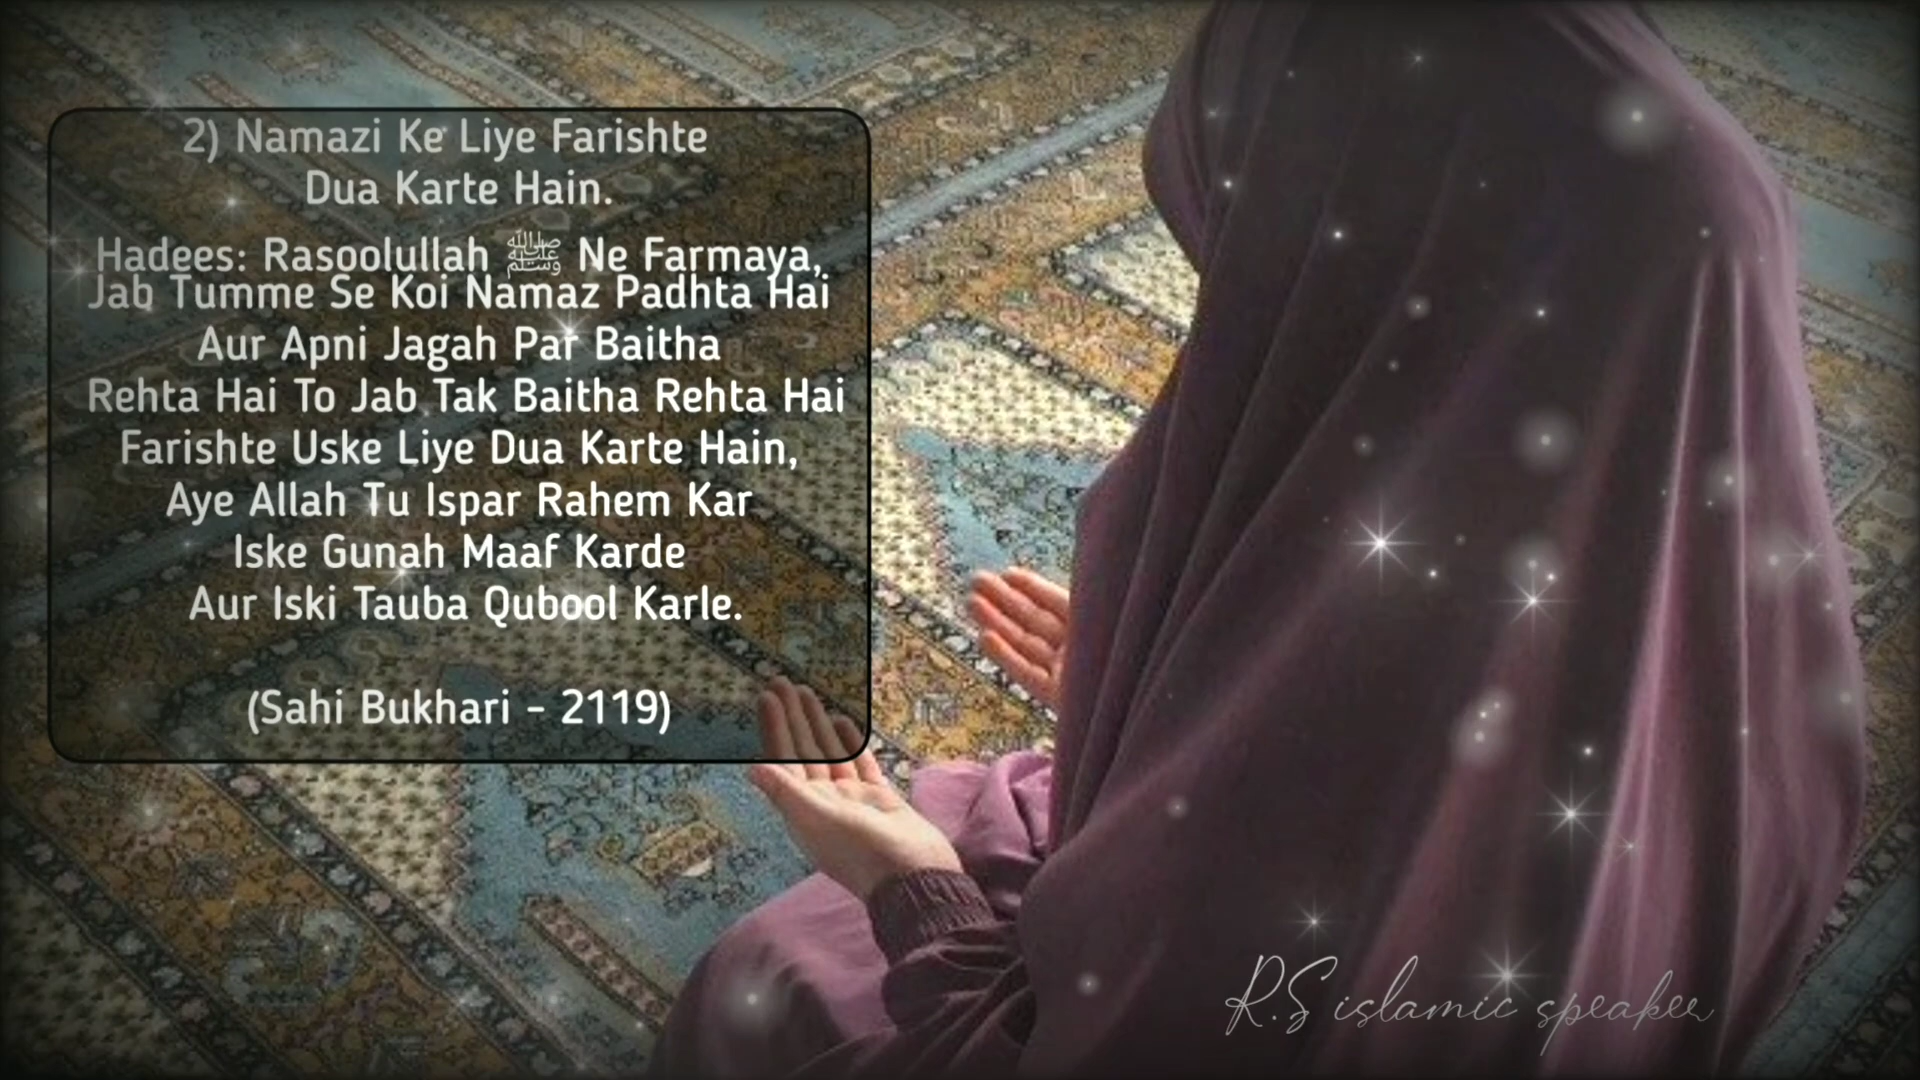 2) Namazi Ke Liye Farishte
Dua Karte Hain.
Hadees: Rasoolullah ﷺ Ne Farmaya,
Jab Tumme Se Koi Namaz Padhta Hai
Aur Apni Jagah Par Baitha
Rehta Hai To Jab Tak Baitha Rehta Hai
Farishte Uske Liye Dua Karte Hain,
Aye Allah Tu Ispar Rahem Kar
Iske Gunah Maaf Karde
Aur Iski Tauba Qubool Karle.
(Sahi Bukhari - 2119)
R.S islamic speaker